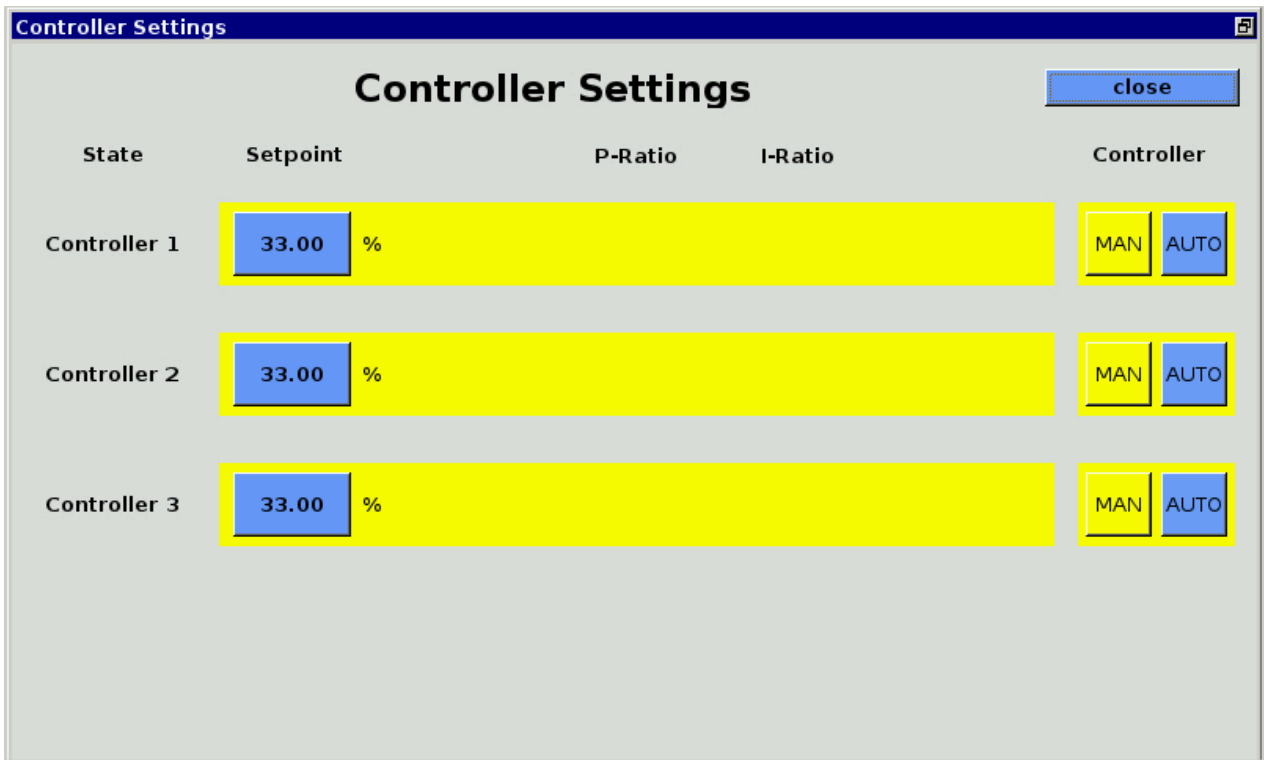 Controller Settings
Controller Settings
close
State Setpoint P-Ratio I-Ratio Controller
Controller 1 33.00 % MAN AUTO
Controller 2 33.00 % MAN AUTO
Controller 3 33.00 % MAN AUTO